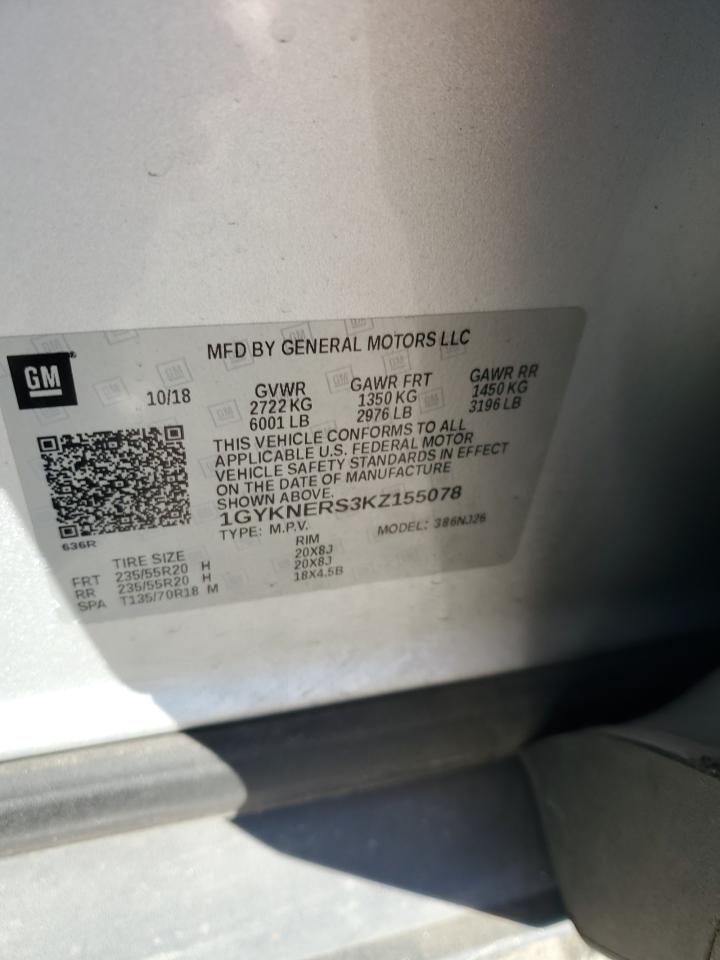 GM
MFD BY GENERAL MOTORS LLC
10/18
GVWR GAWR FRT GAWR RR
2722 KG 1350 KG 1450 KG
6001 LB 2976 LB 3196 LB
THIS VEHICLE CONFORMS TO ALL
APPLICABLE U.S. FEDERAL MOTOR
VEHICLE SAFETY STANDARDS IN EFFECT
ON THE DATE OF MANUFACTURE
SHOWN ABOVE.
1GYKNERS3KZ155078
TYPE: M.P.V. MODEL: 386NJ26
636R
TIRE SIZE RIM
FRT 235/55R20 H 20X8J
RR 235/55R20 H 20X8J
SPA T135/70R18 M 18X4.5B